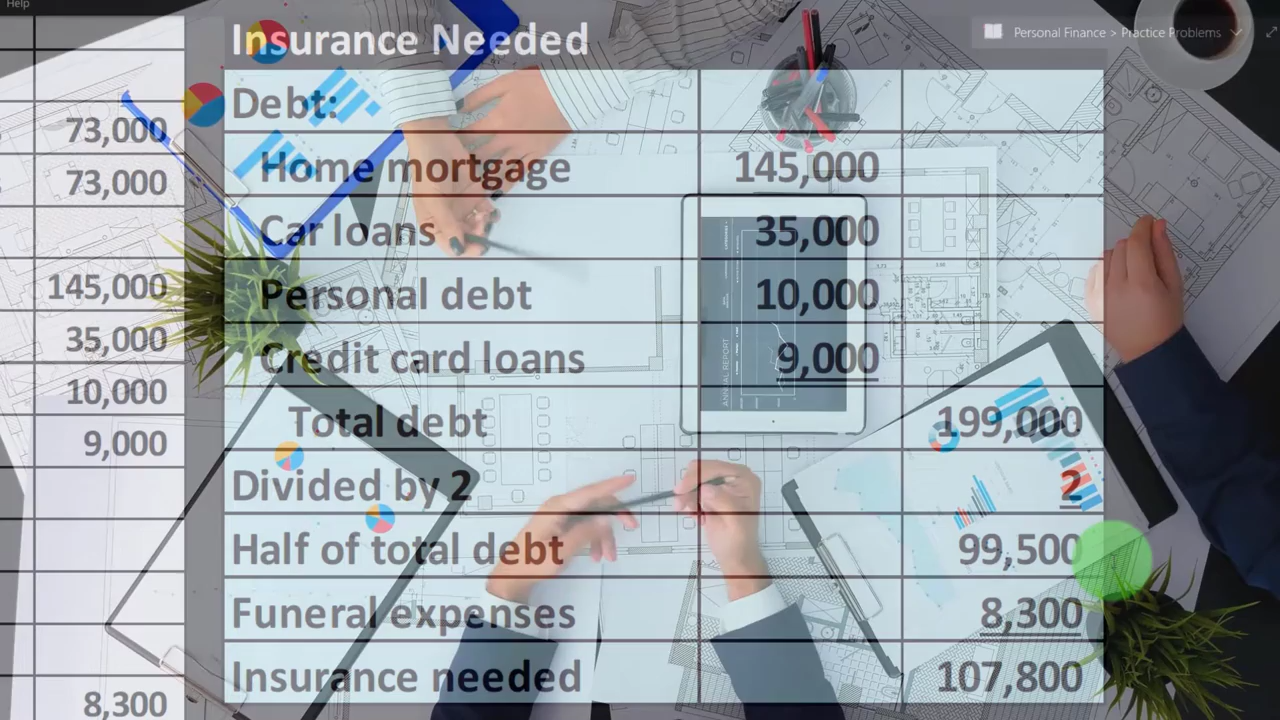 Help
Personal Finance > Practice Problems
73,000
73,000
145,000
35,000
10,000
9,000
8,300
Insurance Needed
Debt:
Home mortgage 145,000
Car loans 35,000
Personal debt 10,000
Credit card loans 9,000
Total debt 199,000
Divided by 2 2
Half of total debt 99,500
Funeral expenses 8,300
Insurance needed 107,800
ANNUAL REPORT